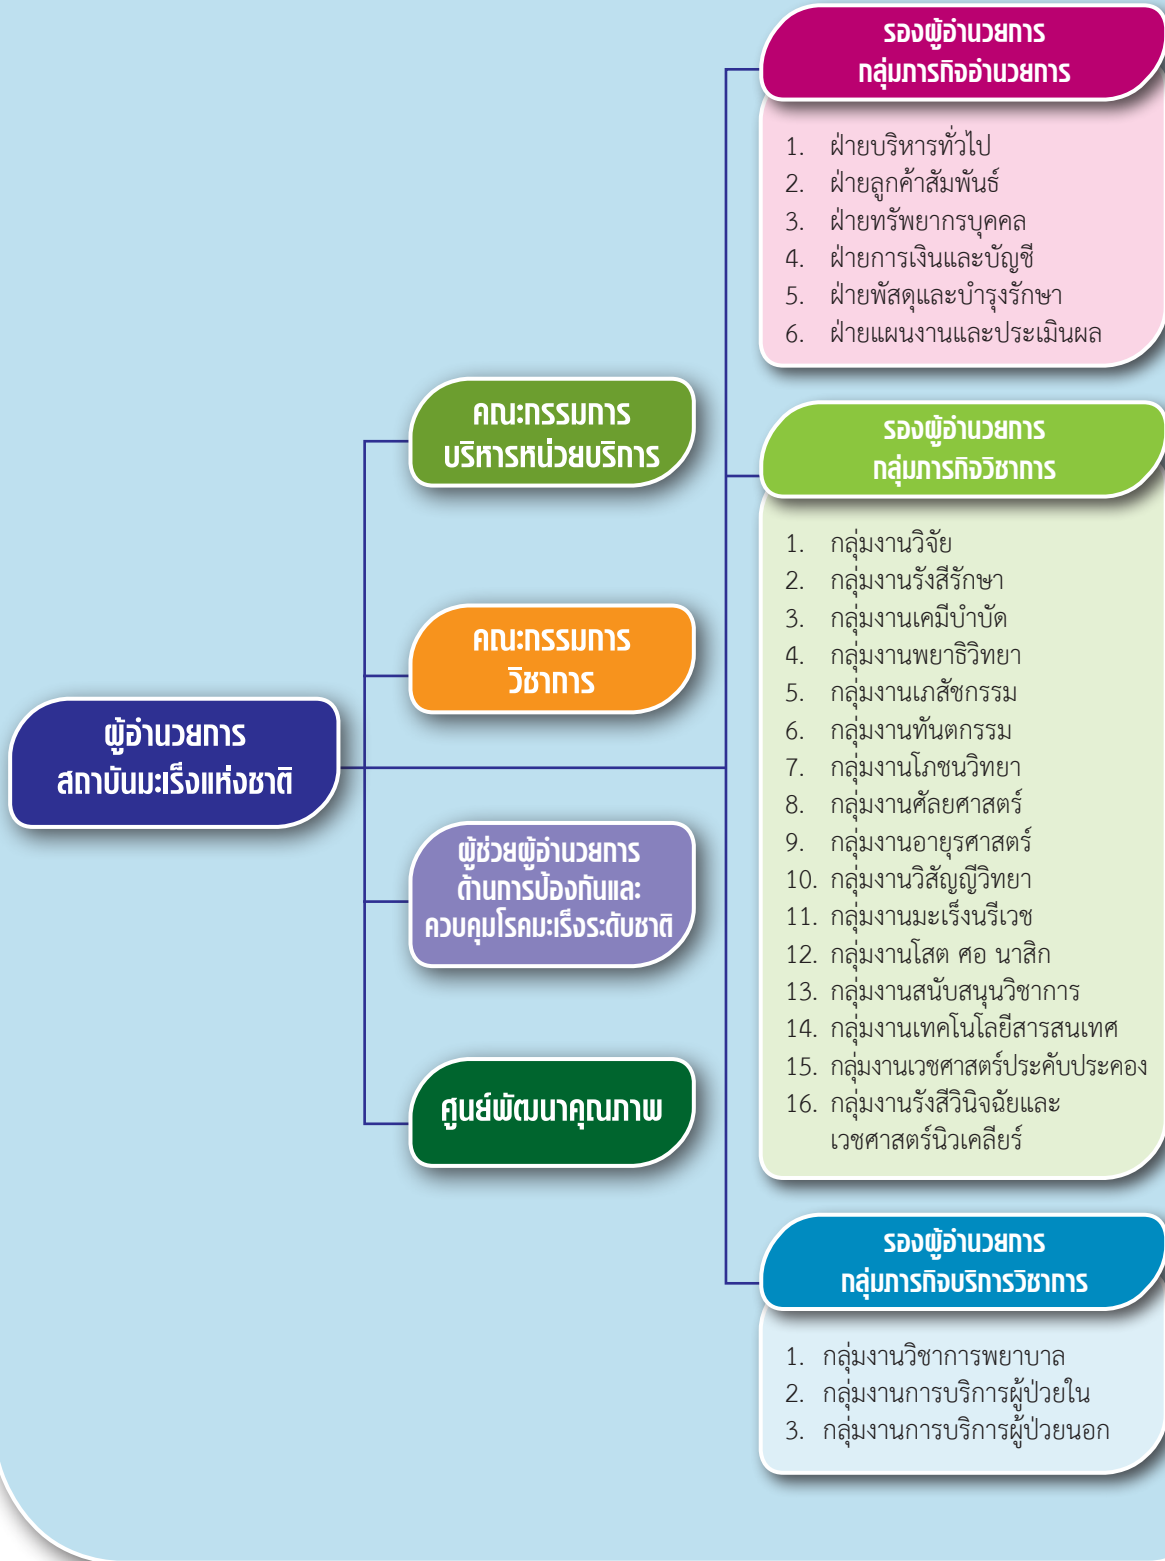 ผู้อำนวยการ
สถาบันมะเร็งแห่งชาติ
คณะกรรมการ
บริหารหน่วยบริการ
คณะกรรมการ
วิชาการ
ผู้ช่วยผู้อำนวยการ
ด้านการป้องกันและ
ควบคุมโรคมะเร็งระดับชาติ
ศูนย์พัฒนาคุณภาพ
รองผู้อำนวยการ
กลุ่มภารกิจอำนวยการ
1. ฝ่ายบริหารทั่วไป
2. ฝ่ายลูกค้าสัมพันธ์
3. ฝ่ายทรัพยากรบุคคล
4. ฝ่ายการเงินและบัญชี
5. ฝ่ายพัสดุและบำรุงรักษา
6. ฝ่ายแผนงานและประเมินผล
รองผู้อำนวยการ
กลุ่มภารกิจวิชาการ
1. กลุ่มงานวิจัย
2. กลุ่มงานรังสีรักษา
3. กลุ่มงานเคมีบำบัด
4. กลุ่มงานพยาธิวิทยา
5. กลุ่มงานเภสัชกรรม
6. กลุ่มงานทันตกรรม
7. กลุ่มงานโภชนวิทยา
8. กลุ่มงานศัลยศาสตร์
9. กลุ่มงานอายุรศาสตร์
10. กลุ่มงานวิสัญญีวิทยา
11. กลุ่มงานมะเร็งนรีเวช
12. กลุ่มงานโสต ศอ นาสิก
13. กลุ่มงานสนับสนุนวิชาการ
14. กลุ่มงานเทคโนโลยีสารสนเทศ
15. กลุ่มงานเวชศาสตร์ประคับประคอง
16. กลุ่มงานรังสีวินิจฉัยและ
เวชศาสตร์นิวเคลียร์
รองผู้อำนวยการ
กลุ่มภารกิจบริการวิชาการ
1. กลุ่มงานวิชาการพยาบาล
2. กลุ่มงานการบริการผู้ป่วยใน
3. กลุ่มงานการบริการผู้ป่วยนอก